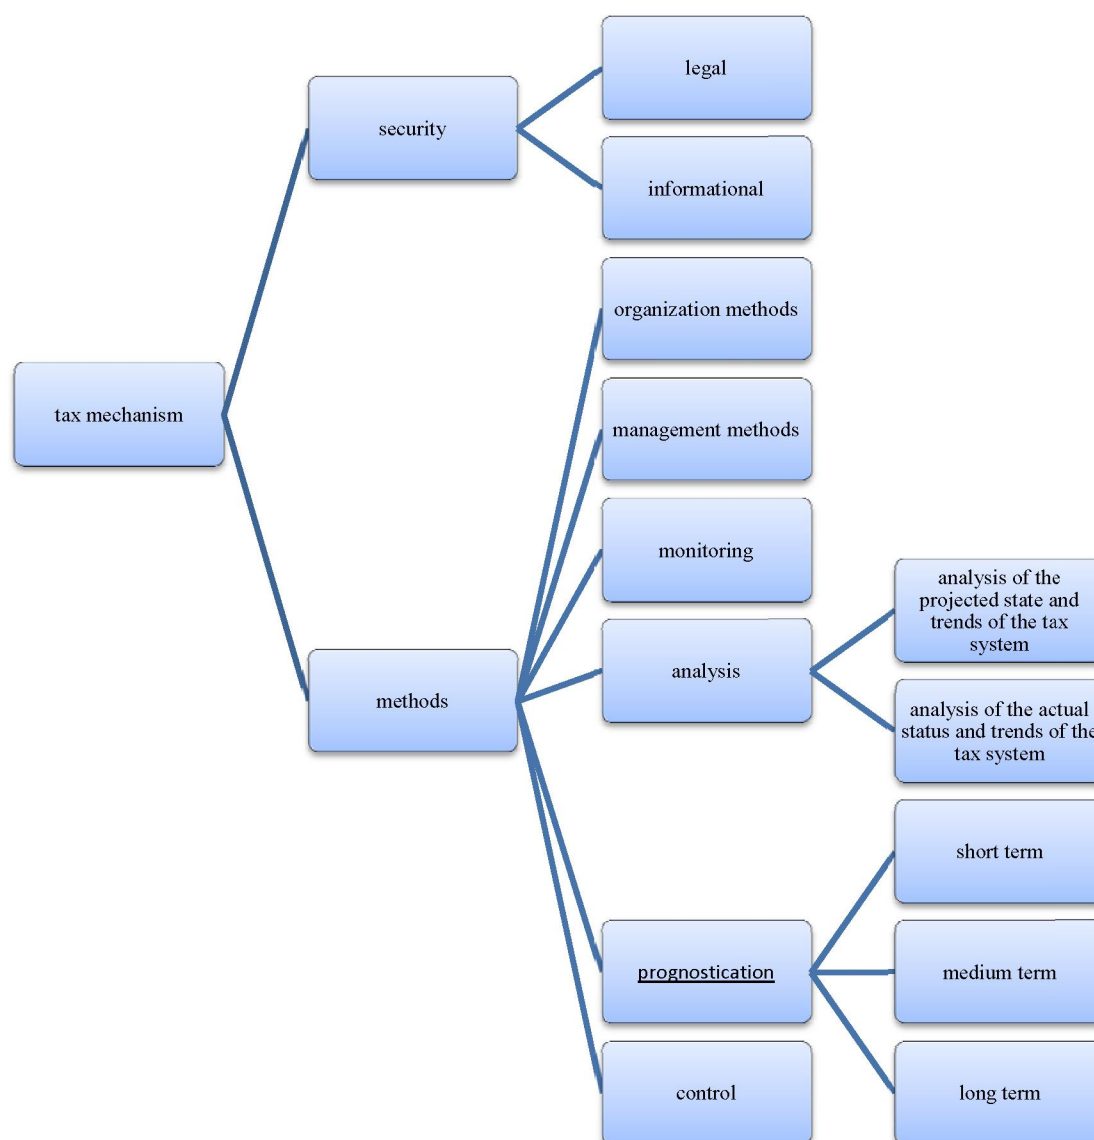 legal
security
informational
organization methods
tax mechanism
management methods
monitoring
analysis of the
projected state and
trends of the tax
system
analysis
methods
analysis of the actual
status and trends of the
tax system
short term
prognostication
medium term
control
long term